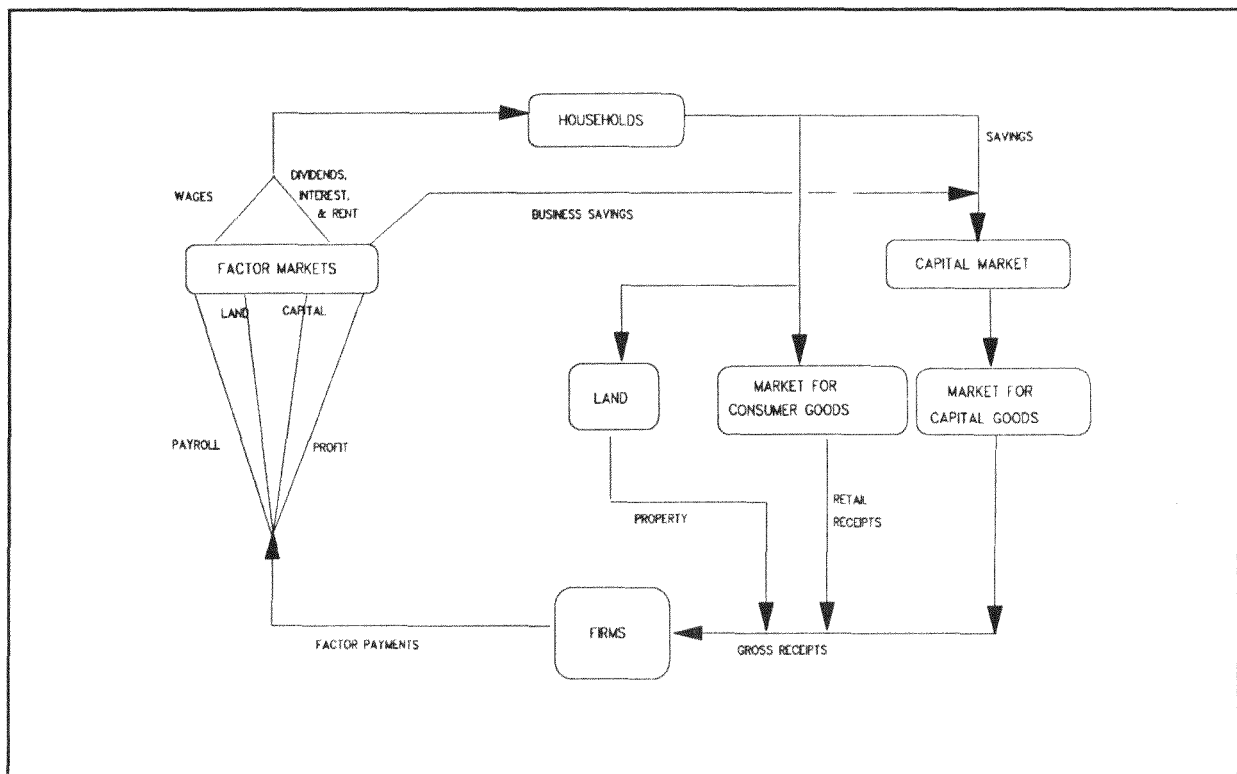 HOUSEHOLDS
SAVINGS
DIVIDENDS,
INTEREST,
& RENT
WAGES
BUSINESS SAVINGS
FACTOR MARKETS
CAPITAL MARKET
LAND
CAPITAL
LAND
MARKET FOR
CONSUMER GOODS
MARKET FOR
CAPITAL GOODS
PAYROLL
PROFIT
RETAIL
RECEIPTS
PROPERTY
FIRMS
FACTOR PAYMENTS
GROSS RECEIPTS